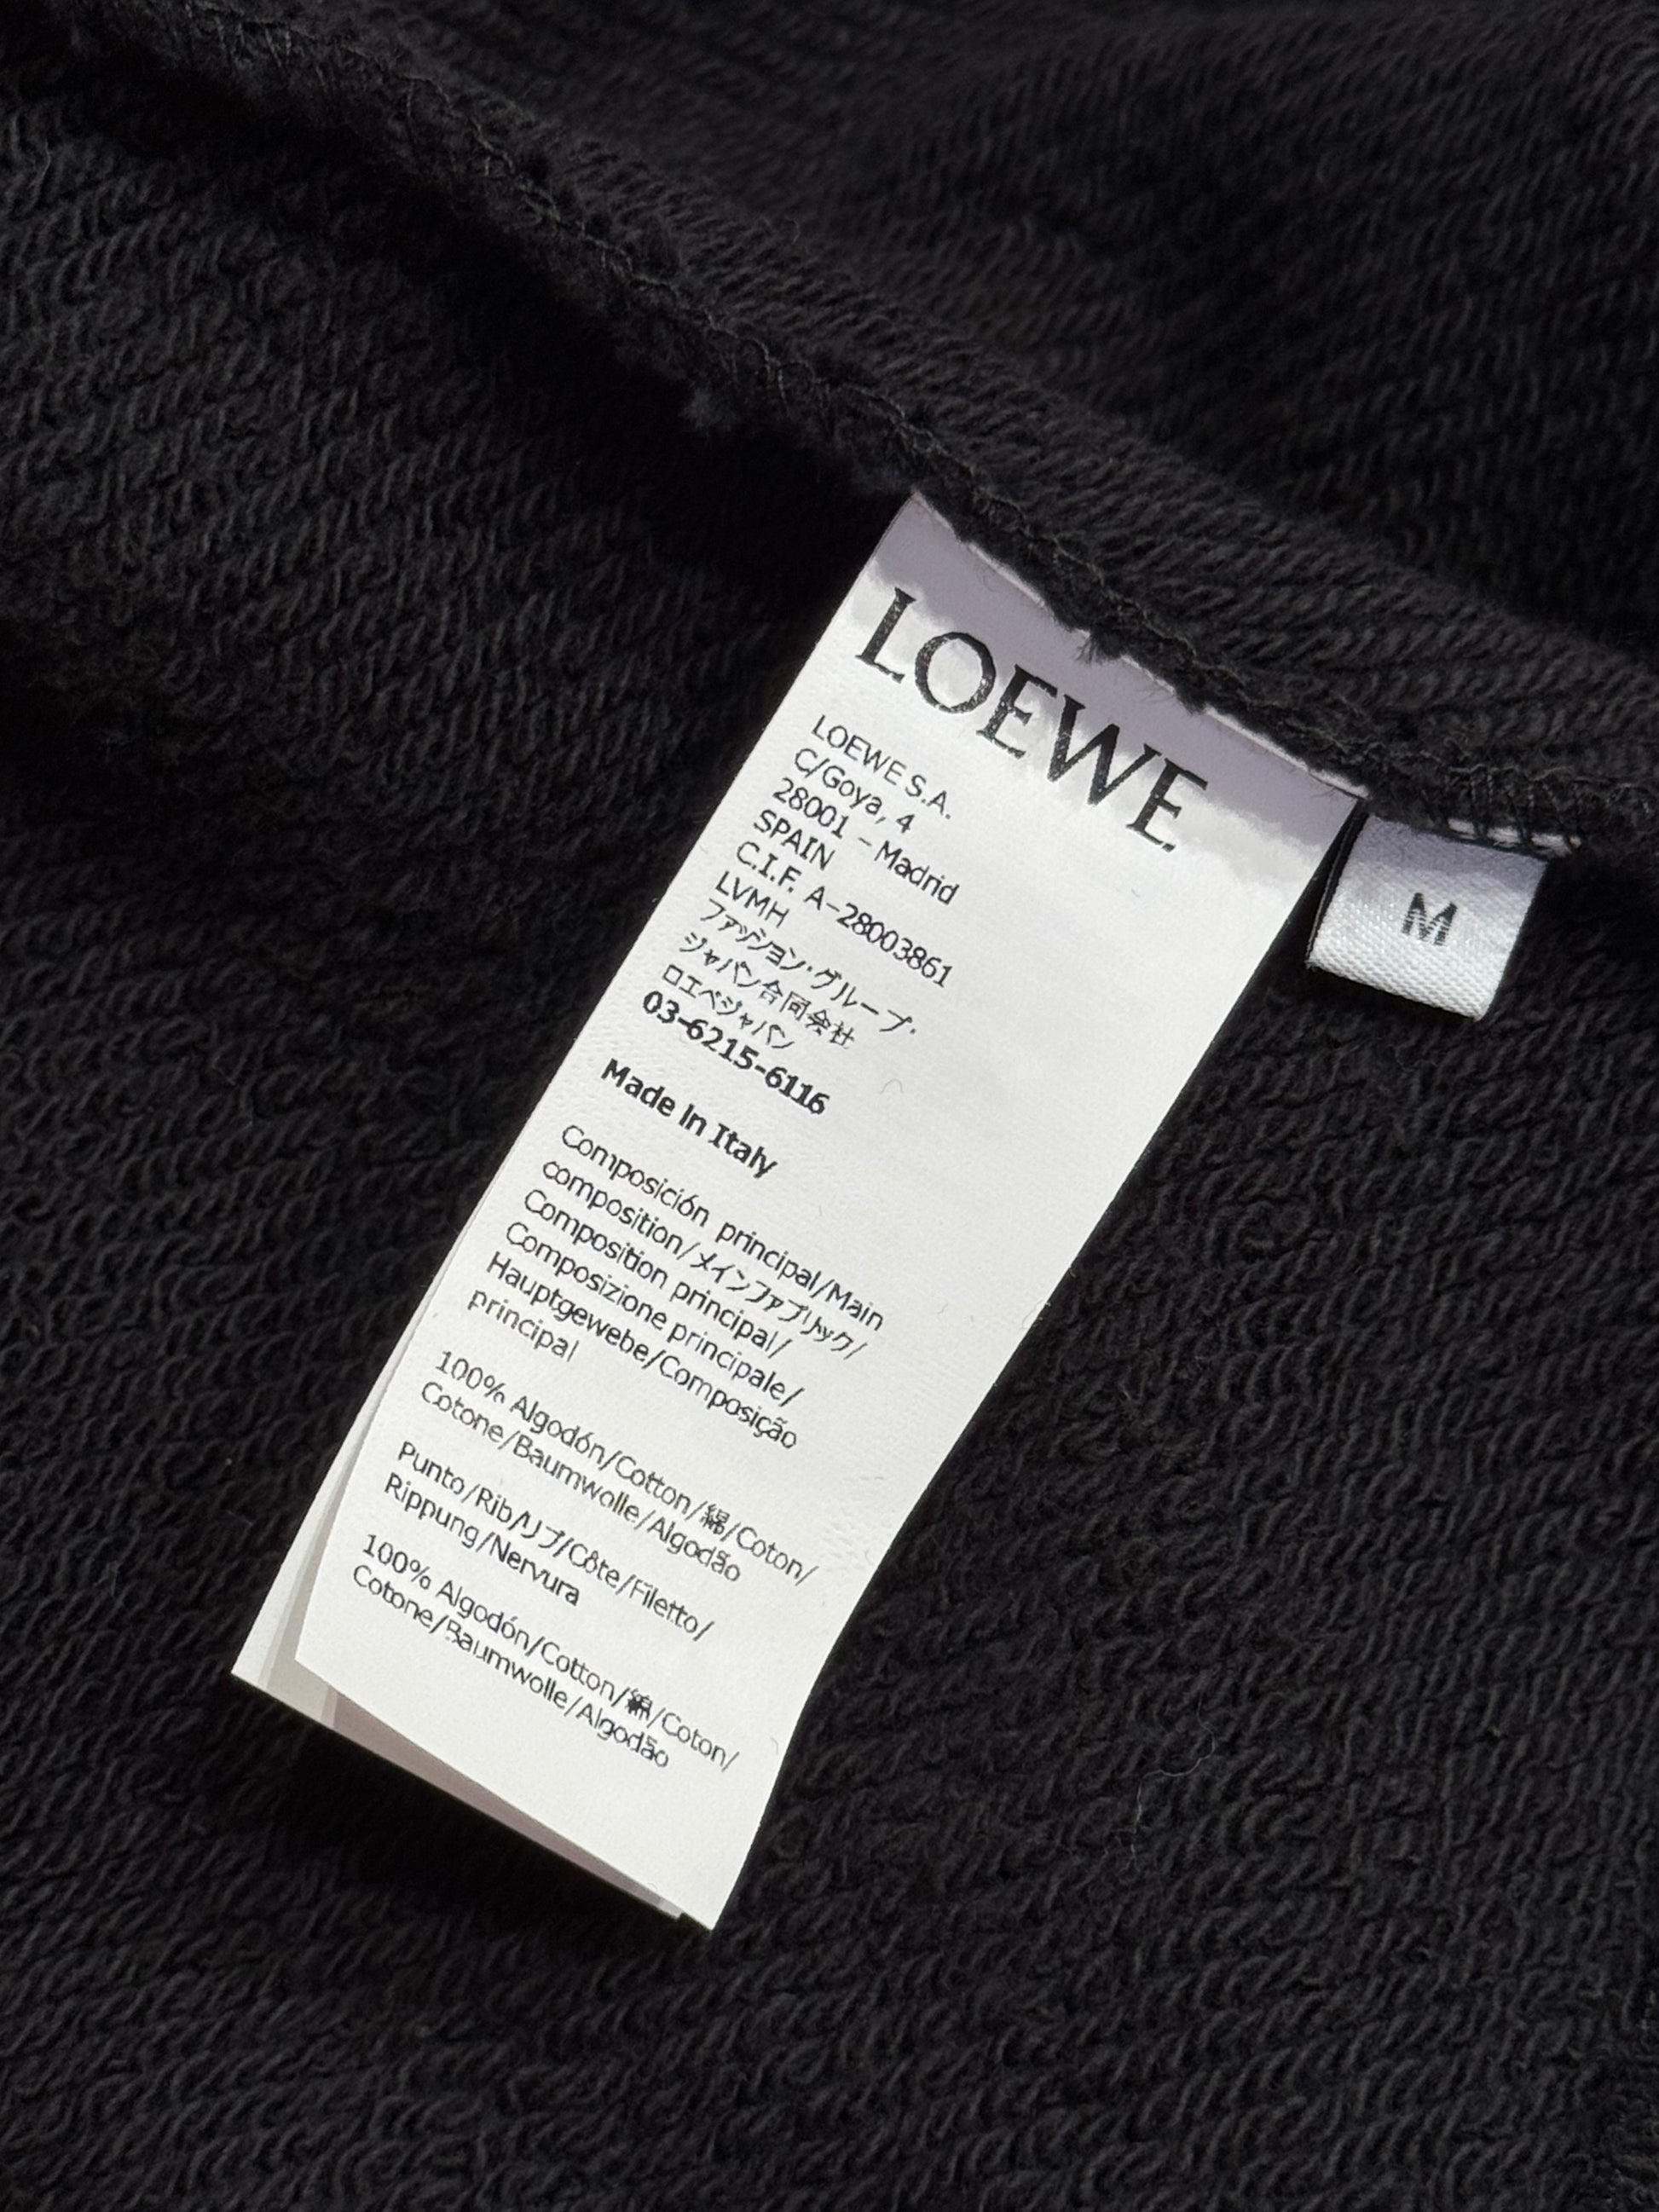 LOEWE
LOEWE S.A.
C/Goya, 4
28001 - Madrid
SPAIN
C.I.F. A-28003861
LVMH
ファッション・グループ・
ジャパン合同会社
ロエベジャパン
03-6215-6116
Made In Italy
Composición principal/Main
composition/メインファブリック/
Composition principal/
Composizione principale/
Hauptgewebe/Composição
principal
100% Algodón/Cotton/綿/Coton/
Cotone/Baumwolle/Algodão
Punto/Rib/リブ/Côte/Filetto/
Rippung/Nervura
100% Algodón/Cotton/綿/Coton/
Cotone/Baumwolle/Algodão
M